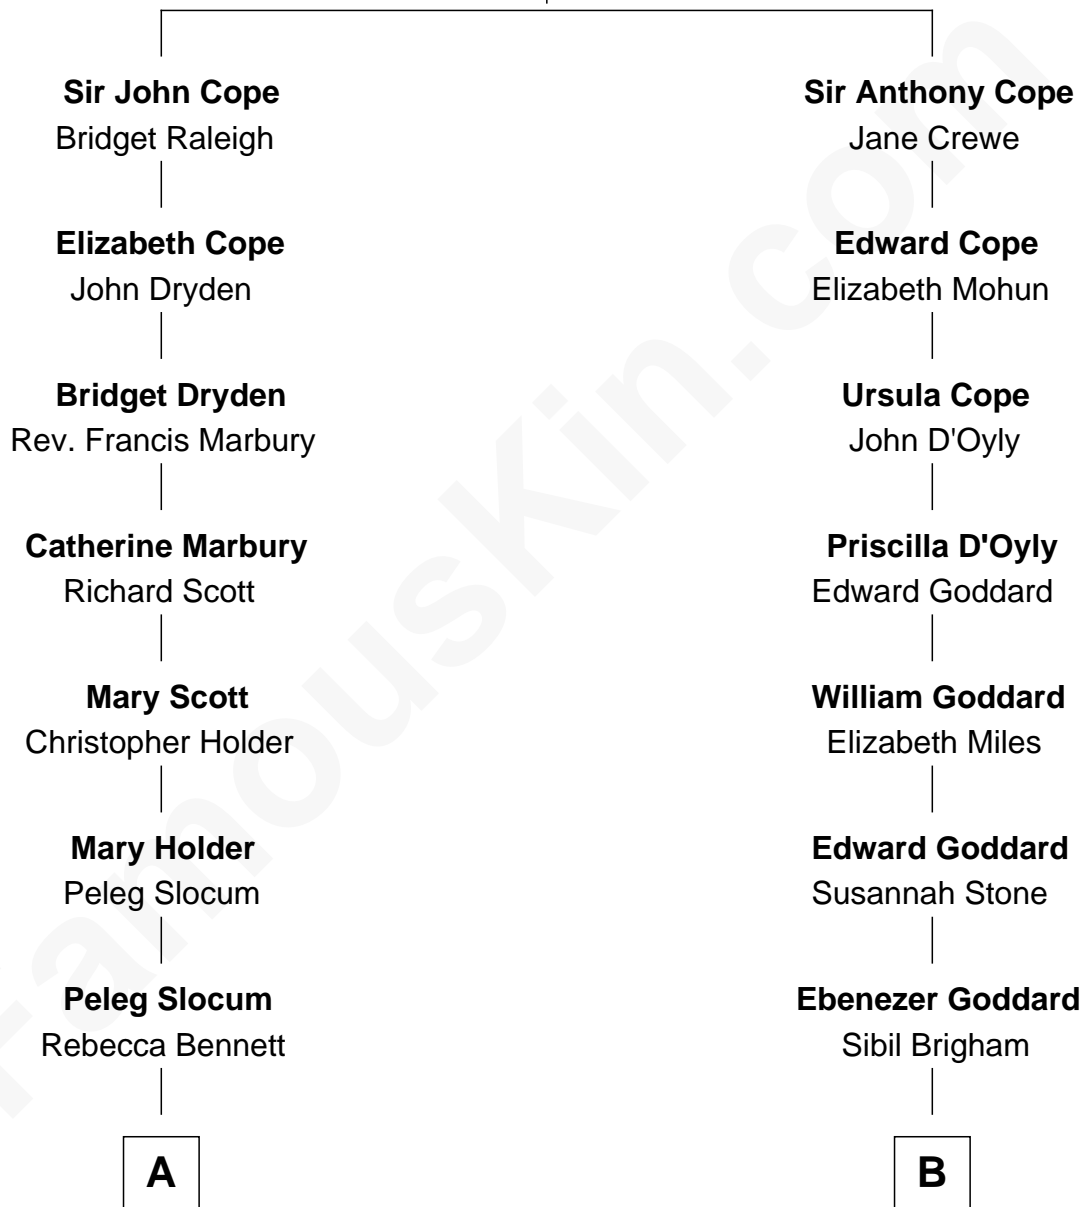 Sir John Cope
Bridget Raleigh
Elizabeth Cope
John Dryden
Bridget Dryden
Rev. Francis Marbury
Catherine Marbury
Richard Scott
Mary Scott
Christopher Holder
Mary Holder
Peleg Slocum
Peleg Slocum
Rebecca Bennett
A
Sir Anthony Cope
Jane Crewe
Edward Cope
Elizabeth Mohun
Ursula Cope
John D'Oyly
Priscilla D'Oyly
Edward Goddard
William Goddard
Elizabeth Miles
Edward Goddard
Susannah Stone
Ebenezer Goddard
Sibil Brigham
B
FamousKin.com